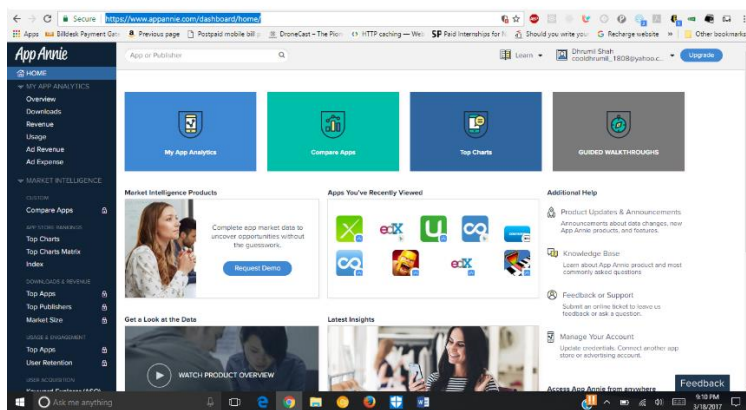 Secure | https://www.appannie.com/dashboard/home/
Apps
Billdesk Payment Gat
Previous page
Postpaid mobile bill p
DroneCast – The Pion
HTTP caching — Web
Paid Internships for
Should you write you
Recharge website
Other bookmarks
App Annie
App or Publisher
Learn
Dhruml Shah
cooldhrumil_1808@yahoo.c..
Upgrade
HOME
MY APP ANALYTICS
Overview
Downloads
Revenue
Usage
Ad Revenue
Ad Expense
MARKET INTELLIGENCE
CUSTOM
Compare Apps
APP STORE RANKINGS
Top Charts
Top Charts Matrix
Index
DOWNLOADS & REVENUE
Top Apps
Top Publishers
Market Size
USAGE & ENGAGEMENT
Top Apps
User Retention
USER ACQUISITION
My App Analytics
Compare Apps
Top Charts
GUIDED WALKTHROUGHS
Market Intelligence Products
Complete app market data to
uncover opportunities without
the guesswork.
Request Demo
Apps You've Recently Viewed
edX
edX
Get a Look at the Data
WATCH PRODUCT OVERVIEW
Latest Insights
Additional Help
Product Updates & Announcements
Announcements about data changes, new
App Annie products, and features.
Knowledge Base
Learn about App Annie product and most
commonly asked questions
Feedback or Support
Submit an online ticket to leave us
feedback or ask a question.
Manage Your Account
Update credentials. Connect another app
store or advertising account.
Access App Annie from anywhere
Feedback
Ask me anything
9:10 PM
3/18/2017